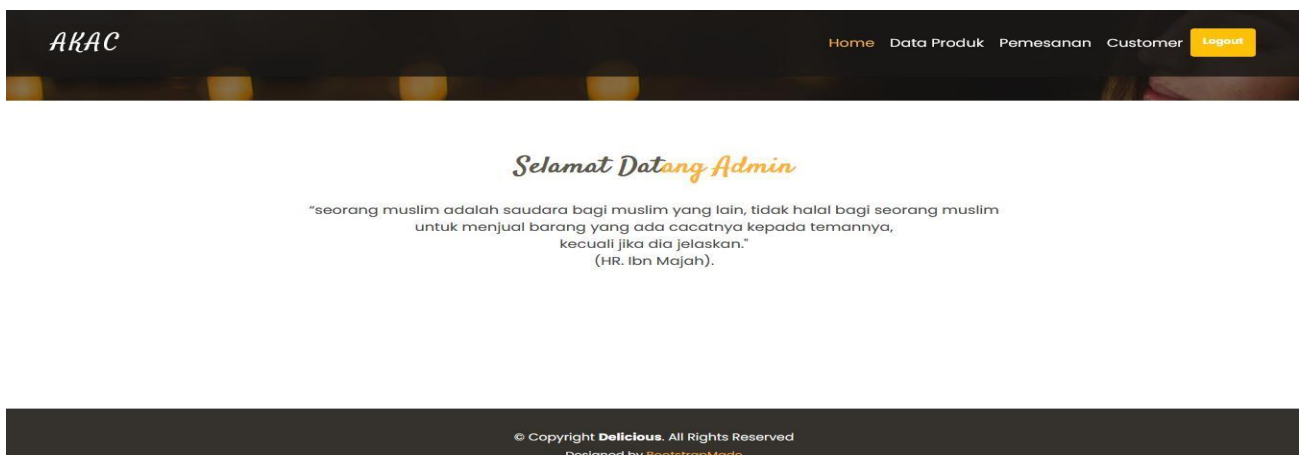 AKAC
Home Data Produk Pemesanan Customer Logout
Selamat Datang Admin
“seorang muslim adalah saudara bagi muslim yang lain, tidak halal bagi seorang muslim
untuk menjual barang yang ada cacatnya kepada temannya,
kecuali jika dia jelaskan."
(HR. Ibn Majah).
© Copyright Delicious. All Rights Reserved
Designed by BootstrapMade